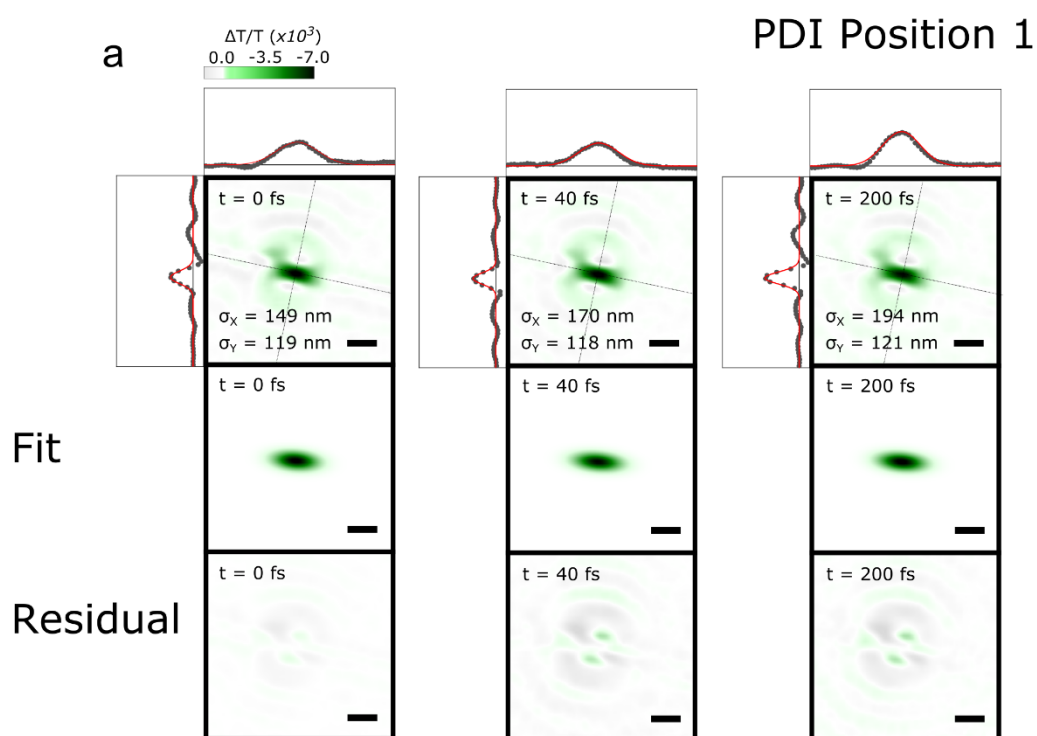 PDI Position 1
a
ΔT/T (x10³)
0.0 -3.5 -7.0
t = 0 fs
t = 40 fs
t = 200 fs
σX = 149 nm
σY = 119 nm
σX = 170 nm
σY = 118 nm
σX = 194 nm
σY = 121 nm
Fit
t = 0 fs
t = 40 fs
t = 200 fs
Residual
t = 0 fs
t = 40 fs
t = 200 fs